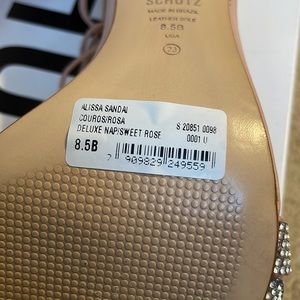 SCHUTZ
MADE IN BRAZIL
LEATHER SOLE
8.5B
USA
ALISSA SANDAL
COUROS/ROSA
DELUXE NAP/SWEET ROSE
8.5B
S 20851 0098
0001 U
7 909829 249559